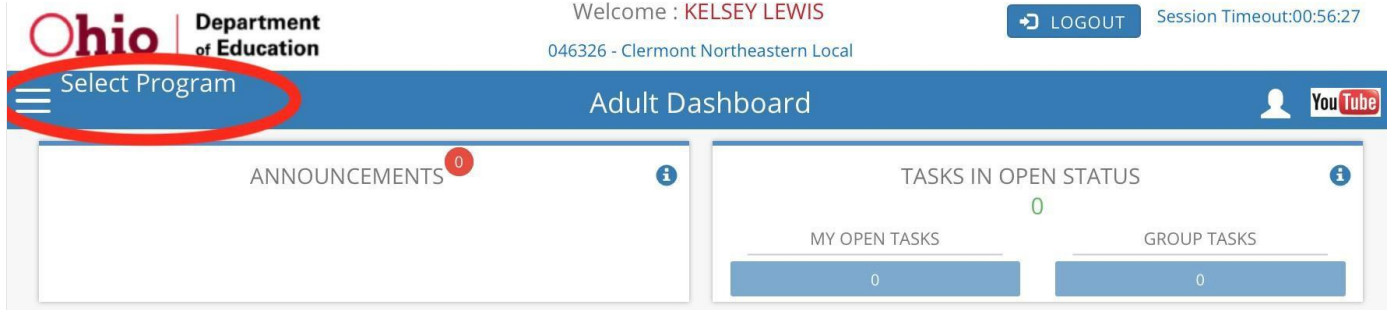 Ohio Department of Education
Welcome : KELSEY LEWIS
046326 - Clermont Northeastern Local
LOGOUT
Session Timeout:00:56:27
Select Program
Adult Dashboard
YouTube
ANNOUNCEMENTS 0
TASKS IN OPEN STATUS
0
MY OPEN TASKS
GROUP TASKS
0
0